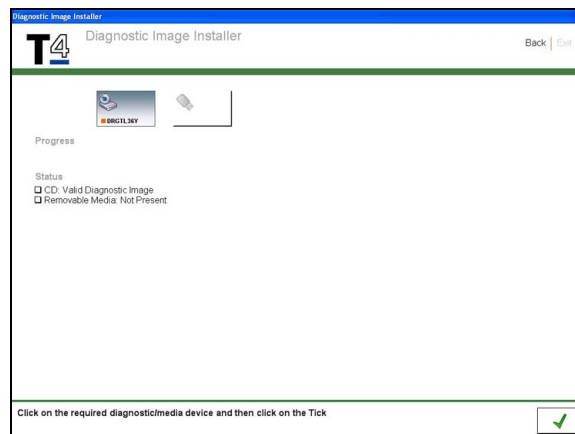 Diagnostic Image Installer
T4
Diagnostic Image Installer
Back | Exit
DRGTL36Y
Progress
Status
CD: Valid Diagnostic Image
Removable Media: Not Present
Click on the required diagnostic/media device and then click on the Tick